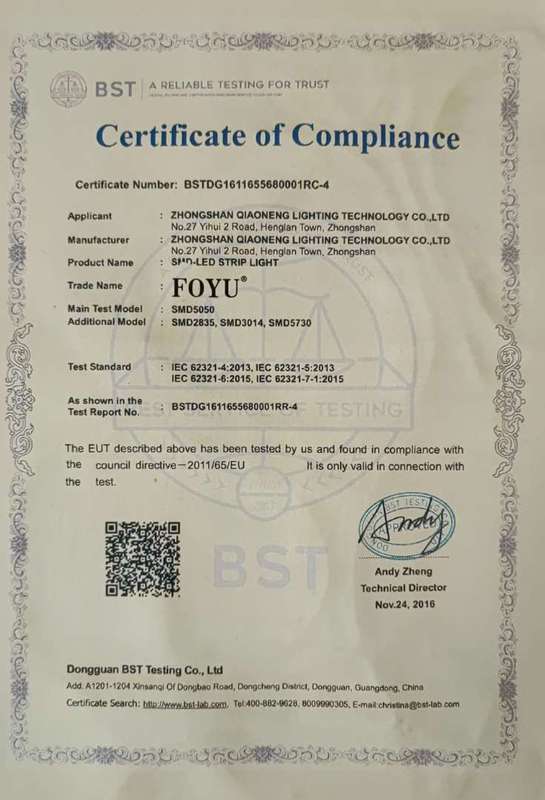 BST
A RELIABLE TESTING FOR TRUST
Certificate of Compliance
Certificate Number: BSTDG1611655680001RC-4
Applicant : ZHONGSHAN QIAONENG LIGHTING TECHNOLOGY CO.,LTD
No.27 Yihui 2 Road, Henglan Town, Zhongshan
Manufacturer : ZHONGSHAN QIAONENG LIGHTING TECHNOLOGY CO.,LTD
No.27 Yihui 2 Road, Henglan Town, Zhongshan
Product Name : SMD-LED STRIP LIGHT
Trade Name : FOYU®
Main Test Model : SMD5050
Additional Model : SMD2835, SMD3014, SMD5730
Test Standard : IEC 62321-4:2013, IEC 62321-5:2013
IEC 62321-6:2015, IEC 62321-7-1:2015
As shown in the
Test Report No. : BSTDG1611655680001RR-4
The EUT described above has been tested by us and found in compliance with
the council directive-2011/65/EU It is only valid in connection with
the test.
BST
Andy Zheng
Technical Director
Nov.24, 2016
Dongguan BST Testing Co., Ltd
Add: A1201-1204 Xinsanqi Of Dongbao Road, Dongcheng District, Dongguan, Guangdong, China
Certificate Search: http://www.bst-lab.com, Tel:400-882-9628, 8009990305, E-mail:christina@bst-lab.com